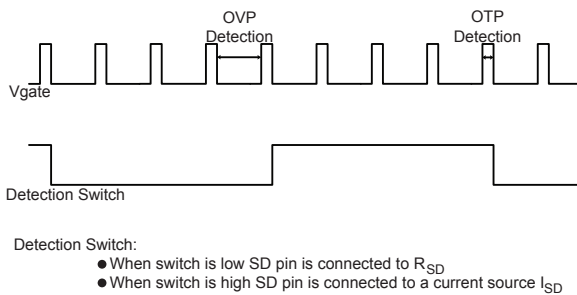 OVP
Detection
OTP
Detection
Vgate
Detection Switch
Detection Switch:
● When switch is low SD pin is connected to RSD
● When switch is high SD pin is connected to a current source ISD